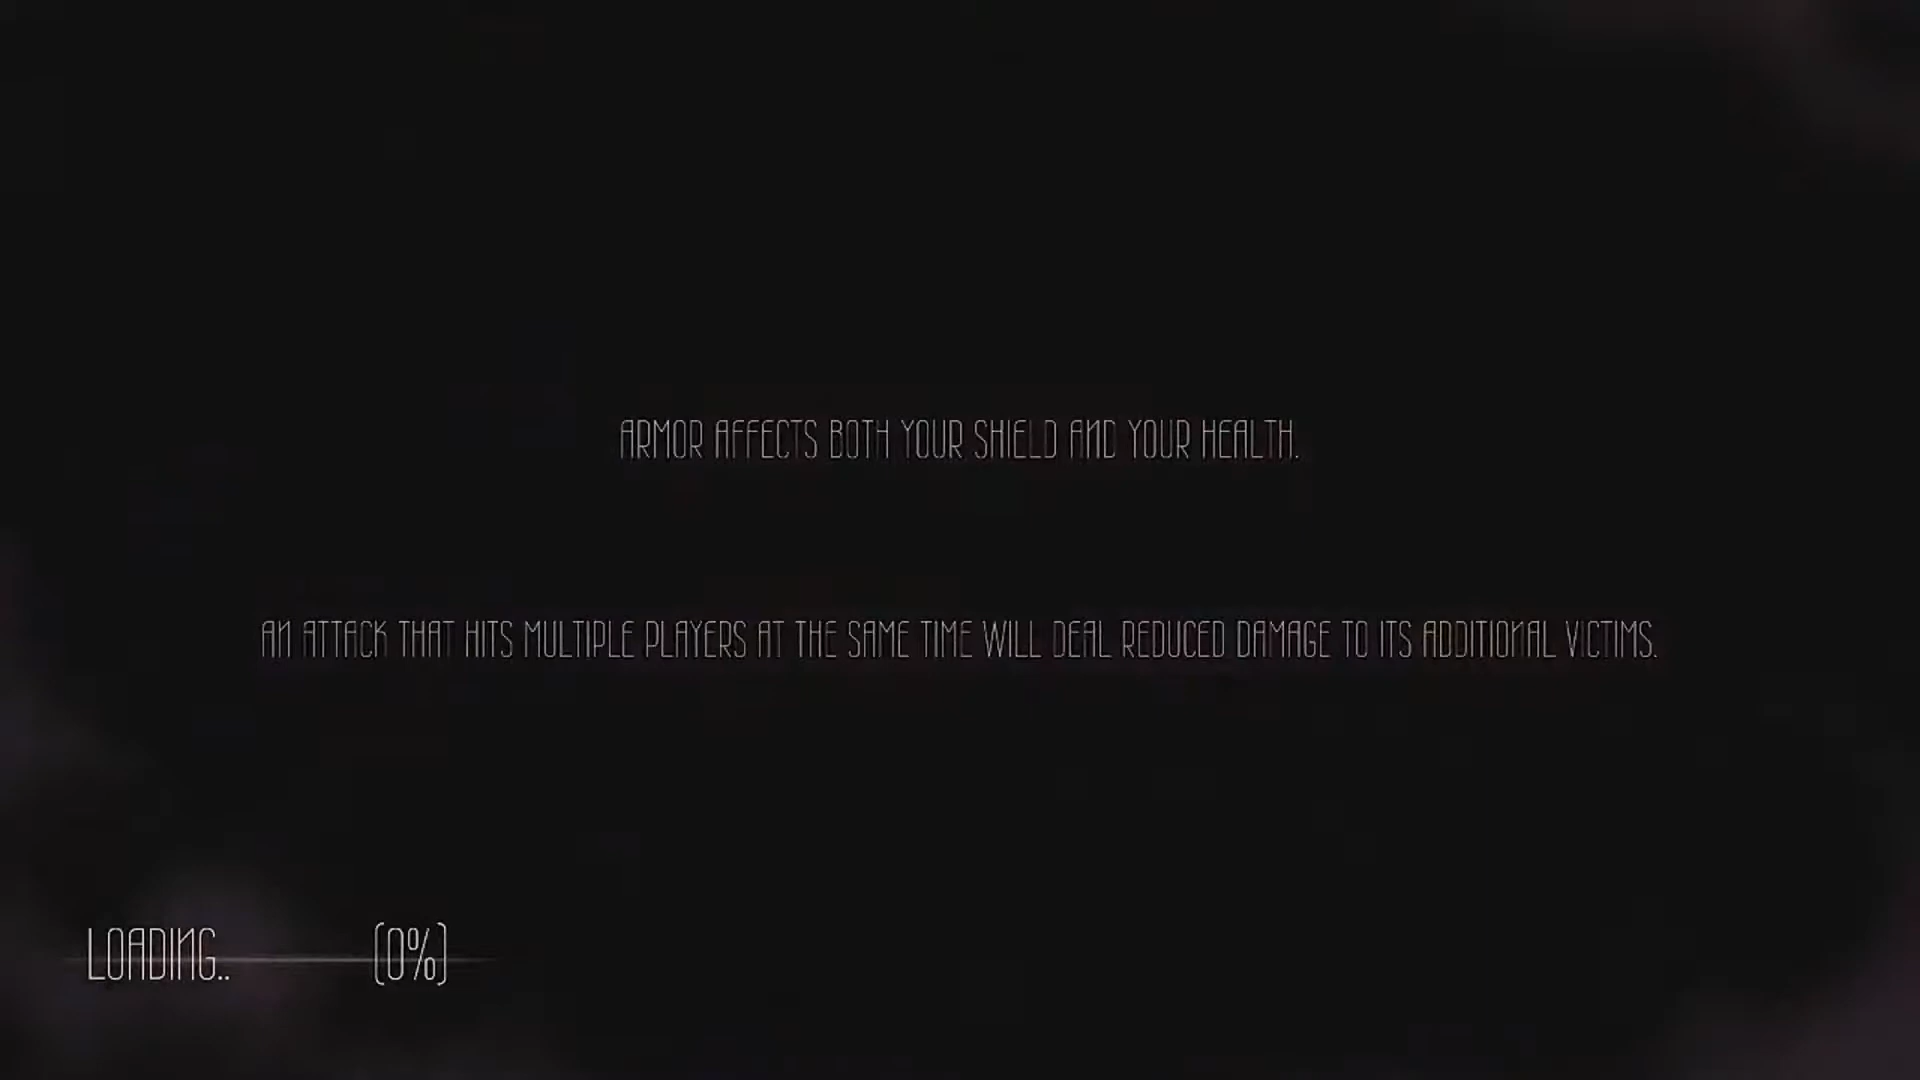 ARMOR AFFECTS BOTH YOUR SHIELD AND YOUR HEALTH.
AN ATTACK THAT HITS MULTIPLE PLAYERS AT THE SAME TIME WILL DEAL REDUCED DAMAGE TO ITS ADDITIONAL VICTIMS.
LOADING.. (0%)